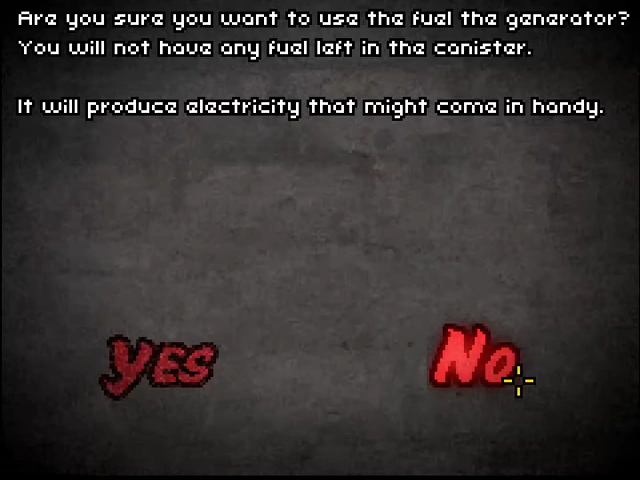 Are you sure you want to use the fuel the generator?
You will not have any fuel left in the canister.
It will produce electricity that might come in handy.
Yes No